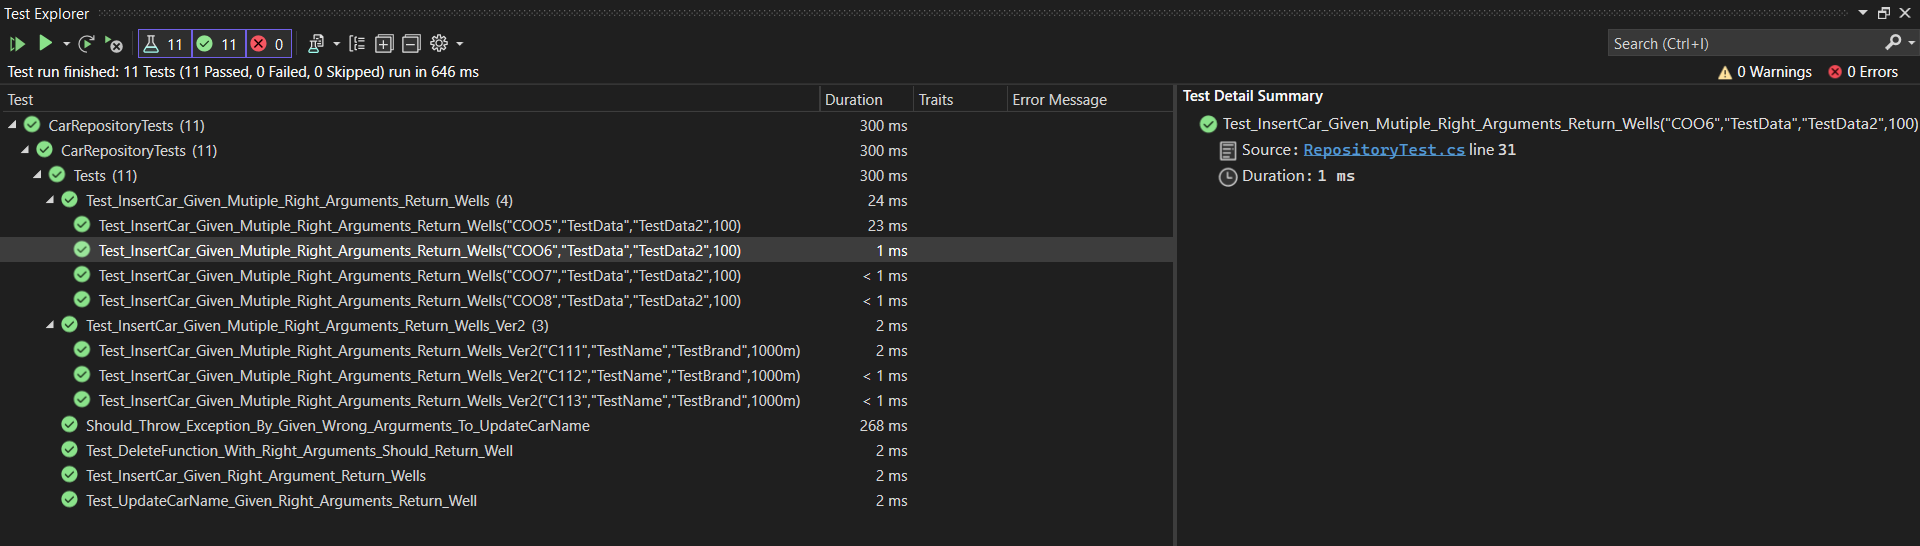 Test Explorer
11 11 0
Search (Ctrl+I)
Test run finished: 11 Tests (11 Passed, 0 Failed, 0 Skipped) run in 646 ms
0 Warnings 0 Errors
Test Duration Traits Error Message
CarRepositoryTests (11) 300 ms
CarRepositoryTests (11) 300 ms
Tests (11) 300 ms
Test_InsertCar_Given_Mutiple_Right_Arguments_Return_Wells (4) 24 ms
Test_InsertCar_Given_Mutiple_Right_Arguments_Return_Wells("COO5","TestData","TestData2",100) 23 ms
Test_InsertCar_Given_Mutiple_Right_Arguments_Return_Wells("COO6","TestData","TestData2",100) 1 ms
Test_InsertCar_Given_Mutiple_Right_Arguments_Return_Wells("COO7","TestData","TestData2",100) < 1 ms
Test_InsertCar_Given_Mutiple_Right_Arguments_Return_Wells("COO8","TestData","TestData2",100) < 1 ms
Test_InsertCar_Given_Mutiple_Right_Arguments_Return_Wells_Ver2 (3) 2 ms
Test_InsertCar_Given_Mutiple_Right_Arguments_Return_Wells_Ver2("C111","TestName","TestBrand",1000m) 2 ms
Test_InsertCar_Given_Mutiple_Right_Arguments_Return_Wells_Ver2("C112","TestName","TestBrand",1000m) < 1 ms
Test_InsertCar_Given_Mutiple_Right_Arguments_Return_Wells_Ver2("C113","TestName","TestBrand",1000m) < 1 ms
Should_Throw_Exception_By_Given_Wrong_Argurments_To_UpdateCarName 268 ms
Test_DeleteFunction_With_Right_Arguments_Should_Return_Well 2 ms
Test_InsertCar_Given_Right_Argument_Return_Wells 2 ms
Test_UpdateCarName_Given_Right_Arguments_Return_Well 2 ms
Test Detail Summary
Test_InsertCar_Given_Mutiple_Right_Arguments_Return_Wells("COO6","TestData","TestData2",100)
Source: RepositoryTest.cs line 31
Duration: 1 ms